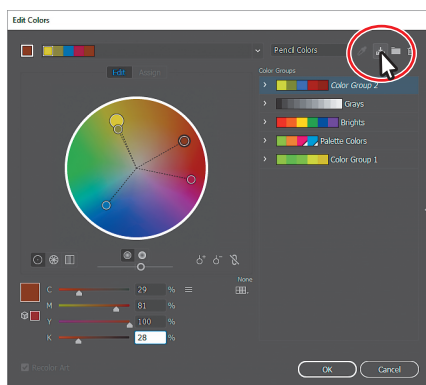 Edit Colors
Pencil Colors
Edit Assign
Color Groups
Color Group 2
Grays
Brights
Palette Colors
Color Group 1
None
C 29 %
M 81 %
Y 100 %
K 28 %
Recolor Art
OK Cancel